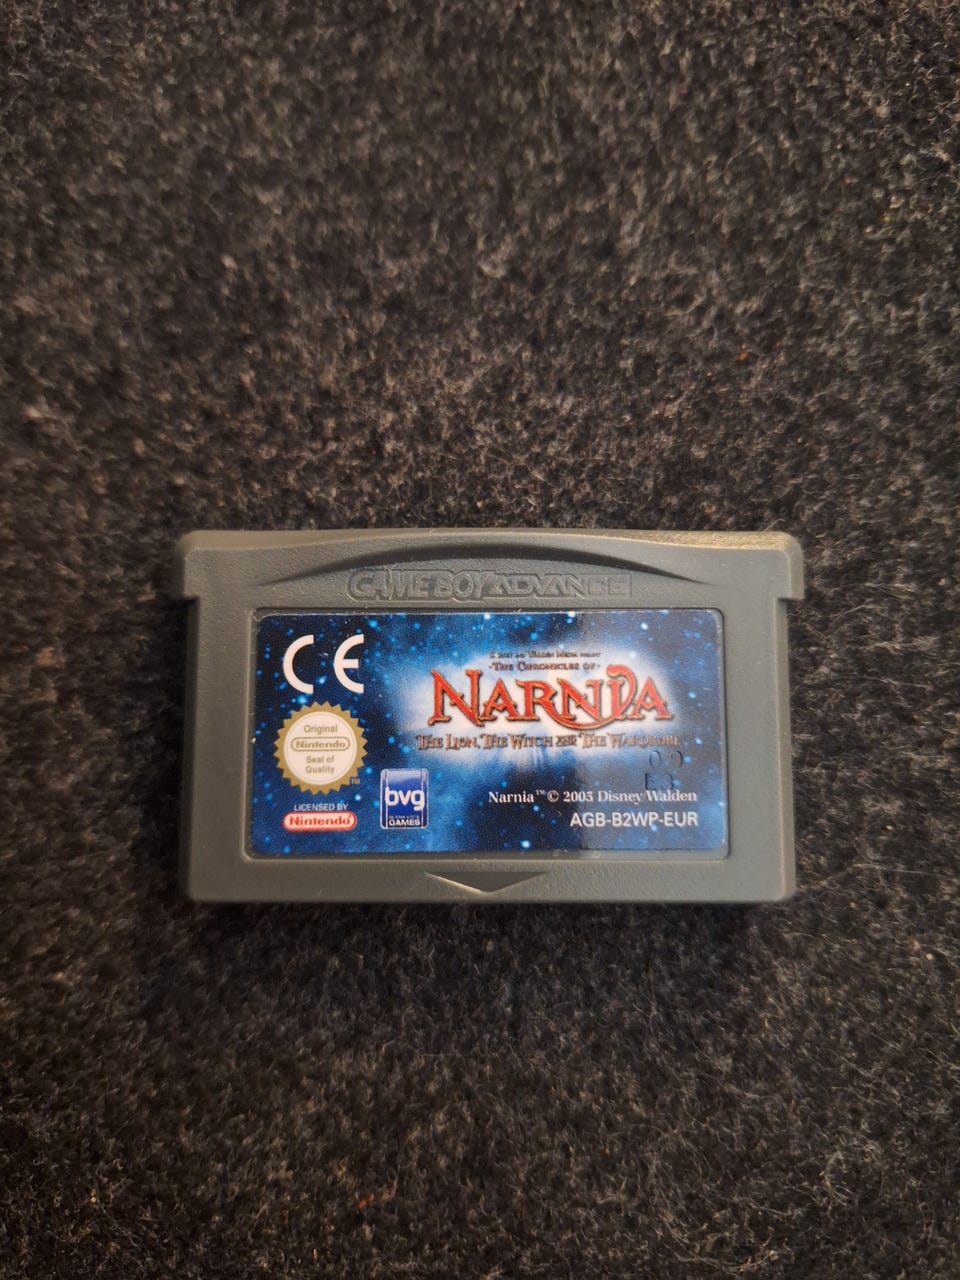 GAME BOY ADVANCE
CE
-THE CHRONICLES OF-
NARNIA
THE LION, THE WITCH AND THE WARDROBE
Original
Nintendo
Seal of
Quality
TM
LICENSED BY
Nintendo®
bvg
GAMES
Narnia™ © 2005 Disney/Walden
AGB-B2WP-EUR